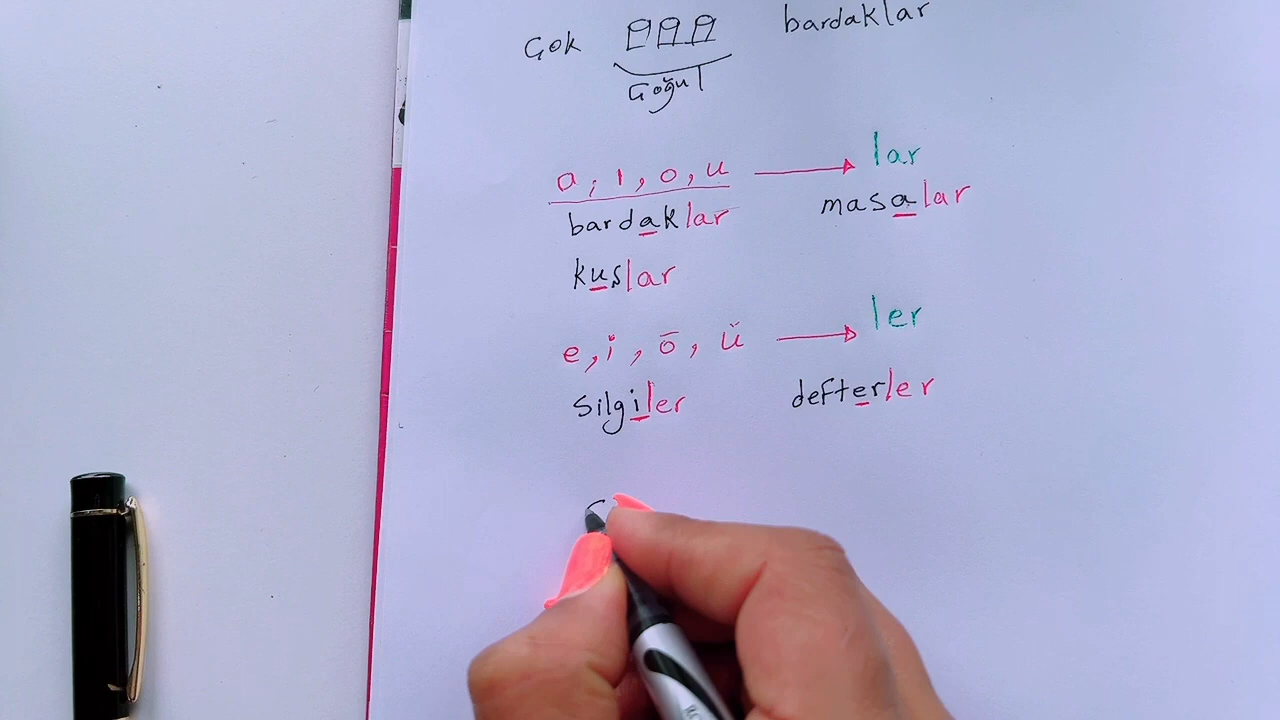 Çok bardaklar
Çoğul
a, ı, o, u → lar
bardaklar masalar
kuşlar
e, i, ö, ü → ler
silgiler defterler